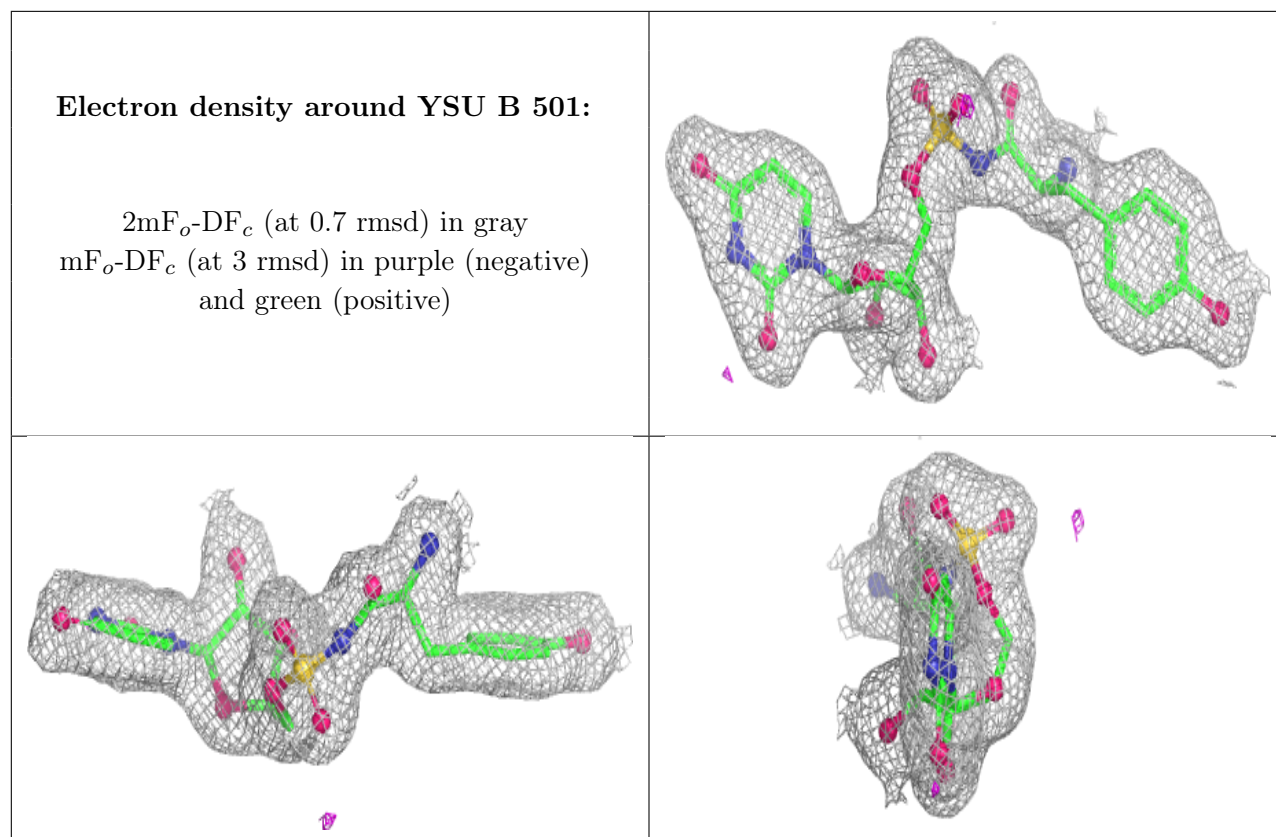 Electron density around YSU B 501:
2mFₒ-DF𝒸 (at 0.7 rmsd) in gray
mFₒ-DF𝒸 (at 3 rmsd) in purple (negative)
and green (positive)